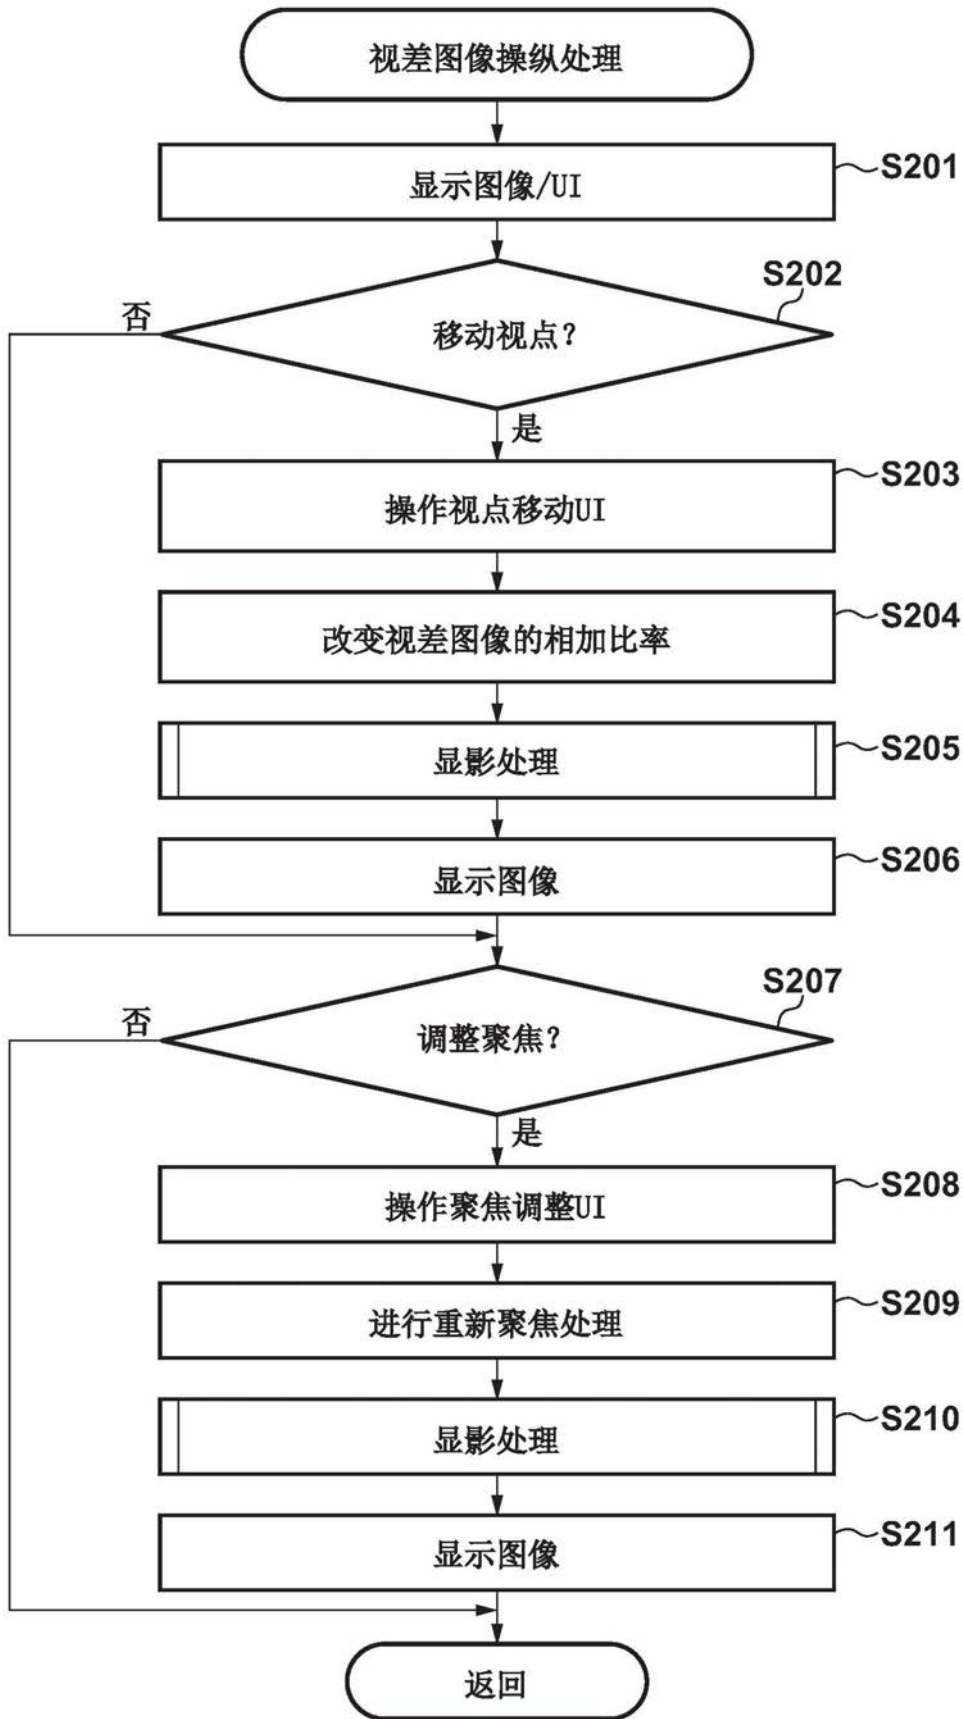 视差图像操纵处理
S201
显示图像/UI
S202
否
移动视点?
是
S203
操作视点移动UI
S204
改变视差图像的相加比率
S205
显影处理
S206
显示图像
S207
否
调整聚焦?
是
S208
操作聚焦调整UI
S209
进行重新聚焦处理
S210
显影处理
S211
显示图像
返回